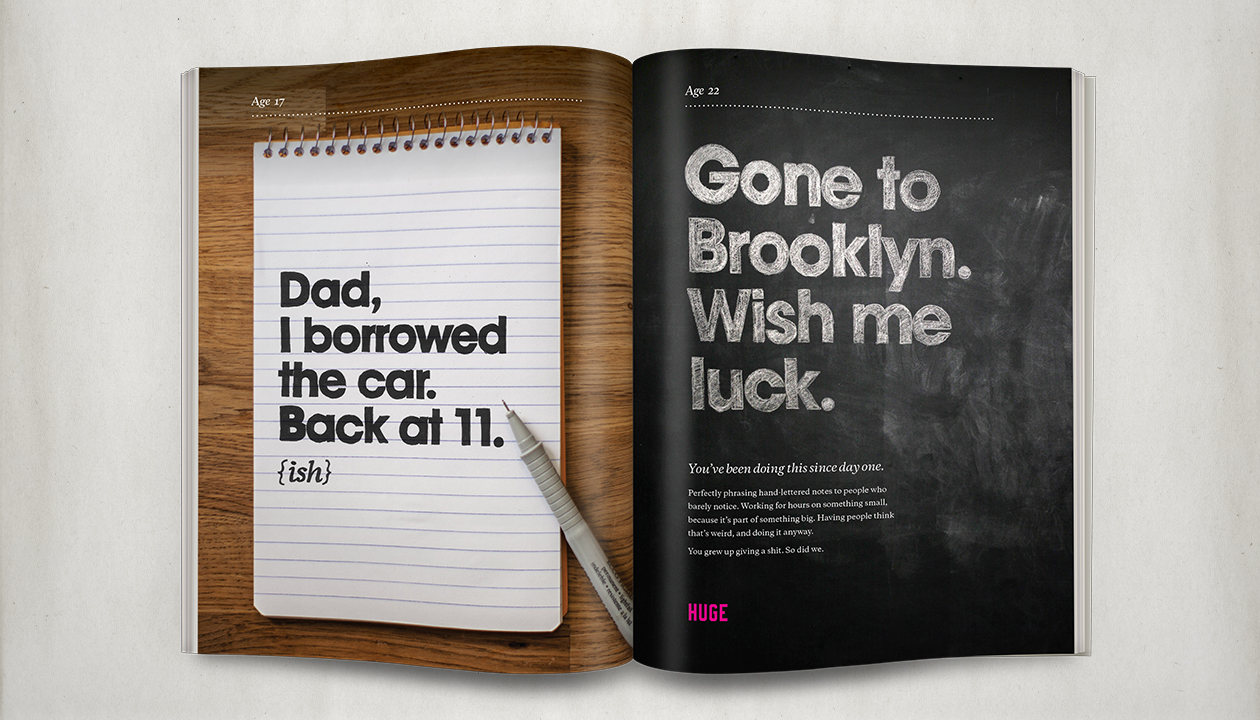 Age 17
Dad,
I borrowed
the car.
Back at 11.
{ish}
Age 22
Gone to
Brooklyn.
Wish me
luck.
You've been doing this since day one.
Perfectly phrasing hand-lettered notes to people who
barely notice. Working for hours on something small,
because it's part of something big. Having people think
that's weird, and doing it anyway.
You grew up giving a shit. So did we.
HUGE